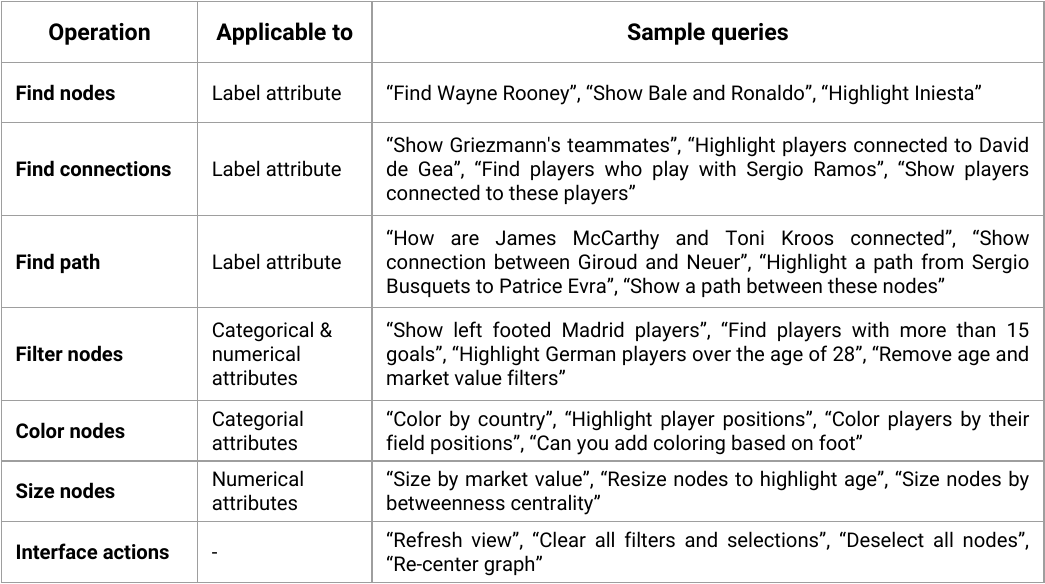 Operation
Applicable to
Sample queries
Find nodes
Label attribute
“Find Wayne Rooney”, “Show Bale and Ronaldo”, “Highlight Iniesta”
Find connections
Label attribute
“Show Griezmann's teammates”, “Highlight players connected to David
de Gea”, “Find players who play with Sergio Ramos”, “Show players
connected to these players”
Find path
Label attribute
“How are James McCarthy and Toni Kroos connected”, “Show
connection between Giroud and Neuer”, “Highlight a path from Sergio
Busquets to Patrice Evra”, “Show a path between these nodes”
Filter nodes
Categorical &
numerical
attributes
“Show left footed Madrid players”, “Find players with more than 15
goals”, “Highlight German players over the age of 28”, “Remove age and
market value filters”
Color nodes
Categorial
attributes
“Color by country”, “Highlight player positions”, “Color players by their
field positions”, “Can you add coloring based on foot”
Size nodes
Numerical
attributes
“Size by market value”, “Resize nodes to highlight age”, “Size nodes by
betweenness centrality”
Interface actions
-
“Refresh view”, “Clear all filters and selections”, “Deselect all nodes”,
“Re-center graph”